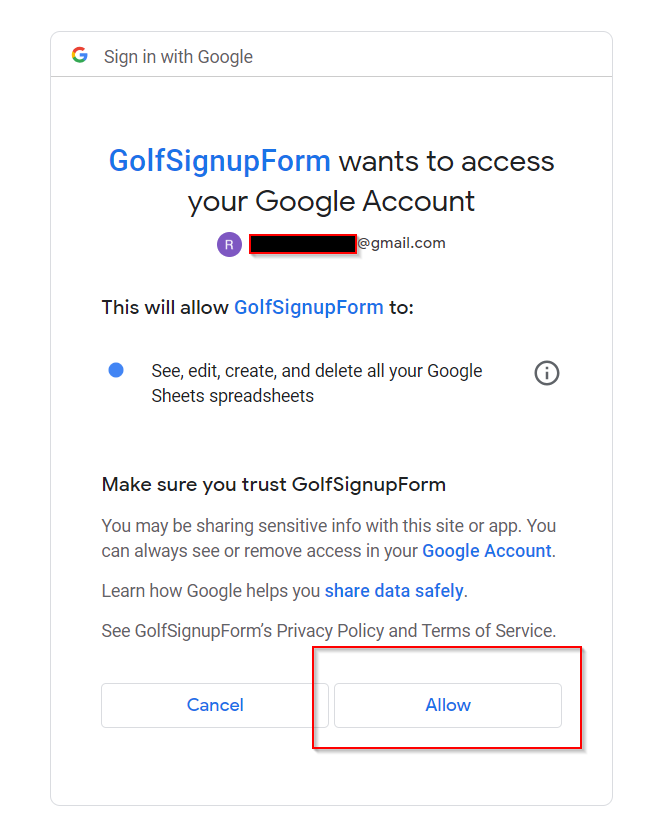 Sign in with Google
GolfSignupForm wants to access
your Google Account
R
@gmail.com
This will allow GolfSignupForm to:
See, edit, create, and delete all your Google
Sheets spreadsheets
Make sure you trust GolfSignupForm
You may be sharing sensitive info with this site or app. You
can always see or remove access in your Google Account.
Learn how Google helps you share data safely.
See GolfSignupForm's Privacy Policy and Terms of Service.
Cancel
Allow